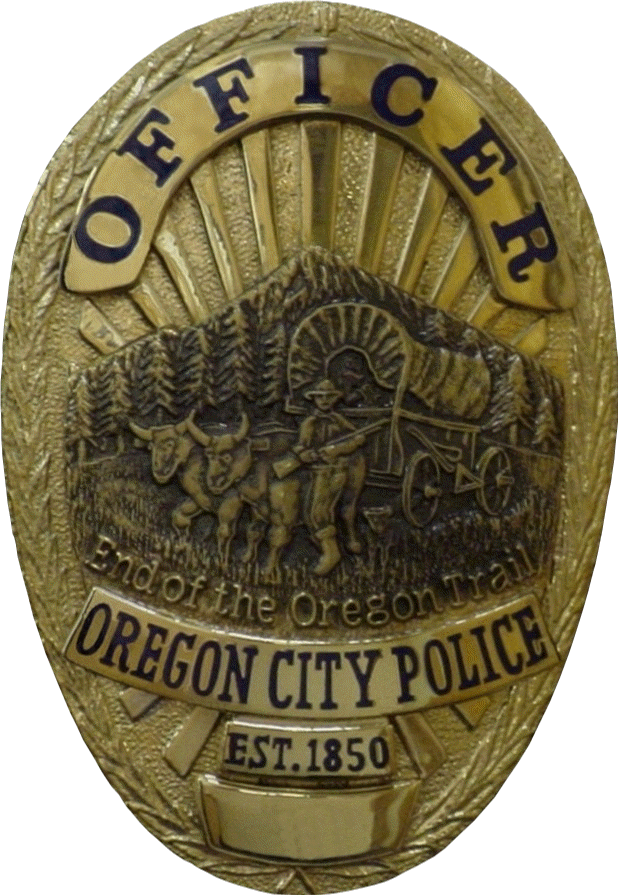 OFFICER
End of the Oregon Trail
OREGON CITY POLICE
EST. 1850